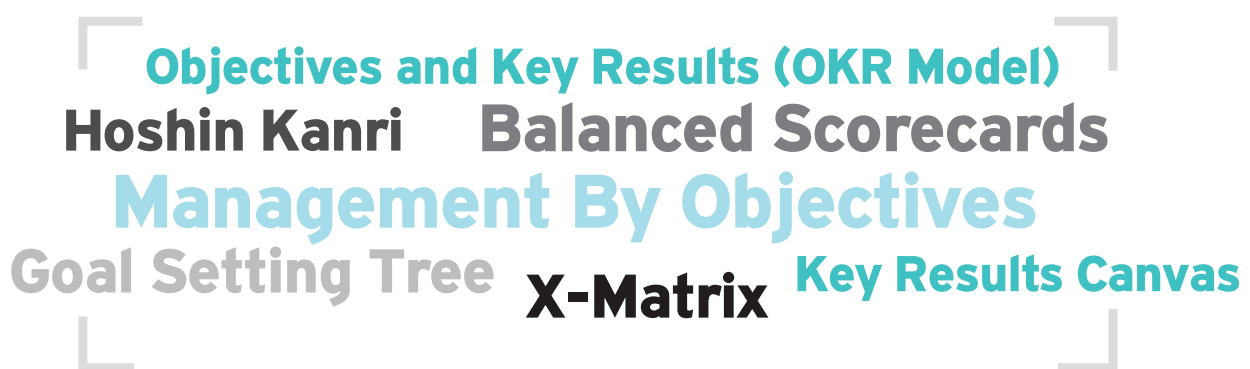 Objectives and Key Results (OKR Model)
Hoshin Kanri Balanced Scorecards
Management By Objectives
Goal Setting Tree X-Matrix Key Results Canvas